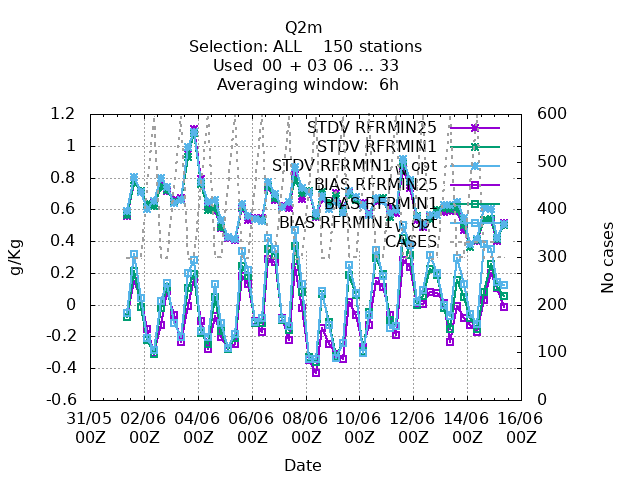 Q2m
Selection: ALL 150 stations
Used 00 + 03 06 ... 33
Averaging window: 6h
1.2
1
0.8
0.6
0.4
0.2
0
-0.2
-0.4
-0.6
g/Kg
STDV RFRMIN25
STDV RFRMIN1
STDV RFRMIN1 opt
BIAS RFRMIN25
BIAS RFRMIN1
BIAS RFRMIN1 opt
CASES
600
500
400
300
200
100
0
No cases
31/05 02/06 04/06 06/06 08/06 10/06 12/06 14/06 16/06
00Z 00Z 00Z 00Z 00Z 00Z 00Z 00Z 00Z
Date